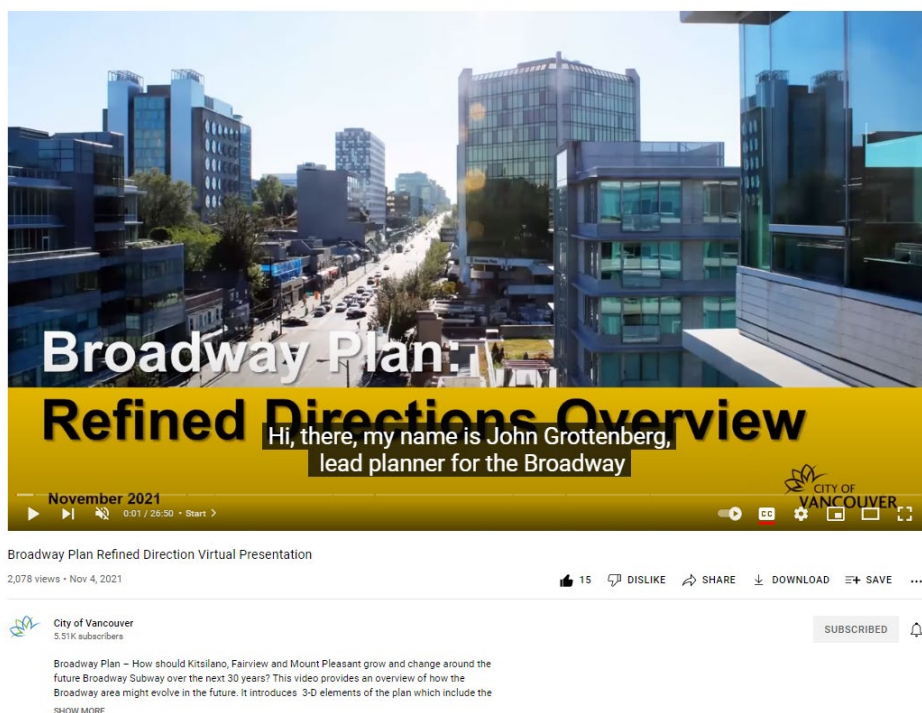 Broadway Plan:
Refined Directions Overview
Hi, there, my name is John Grottenberg,
lead planner for the Broadway
November 2021
CITY OF
VANCOUVER
0:01 / 26:50 • Start
CC
Broadway Plan Refined Direction Virtual Presentation
2,078 views • Nov 4, 2021
15 DISLIKE SHARE DOWNLOAD SAVE
City of Vancouver
5.51K subscribers
SUBSCRIBED
Broadway Plan – How should Kitsilano, Fairview and Mount Pleasant grow and change around the
future Broadway Subway over the next 30 years? This video provides an overview of how the
Broadway area might evolve in the future. It introduces 3-D elements of the plan which include the
SHOW MORE